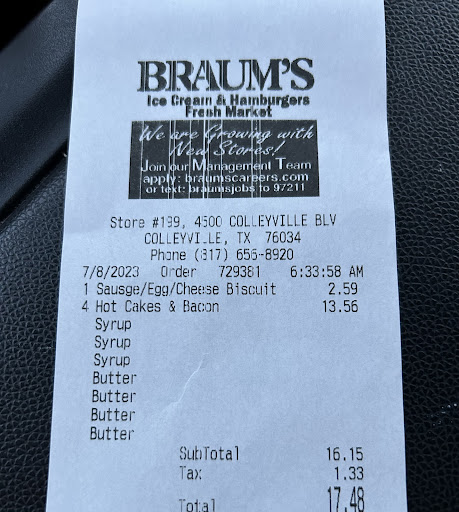 BRAUM'S
Ice Cream & Hamburgers
Fresh Market
We are Growing with
New Stores!
Join our Management Team
apply: braumscareers.com
or text: braumsjobs to 97211
Store #199, 4500 COLLEYVILLE BLV
COLLEYVILLE, TX 76034
Phone (817) 656-8920
7/8/2023 Order 729381 6:33:58 AM
1 Sausge/Egg/Cheese Biscuit 2.59
4 Hot Cakes & Bacon 13.56
Syrup
Syrup
Syrup
Butter
Butter
Butter
Butter
SubTotal 16.15
Tax 1.33
Total 17.48